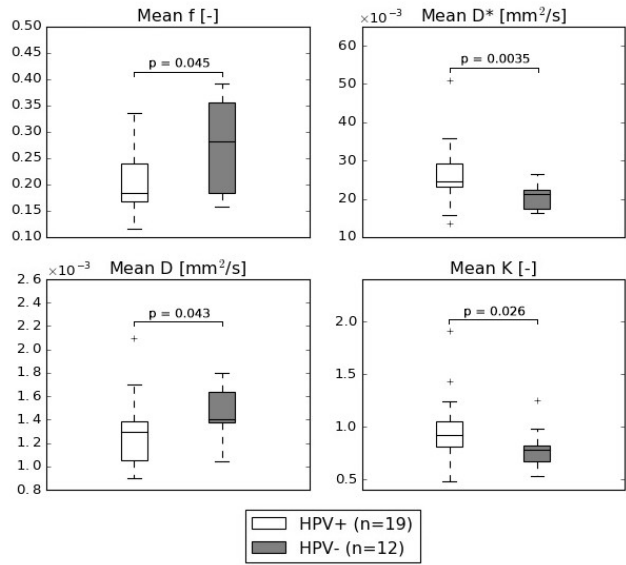 Mean f [-]
0.50
0.45
0.40
0.35
0.30
0.25
0.20
0.15
0.10
p = 0.045
×10⁻³ Mean D* [mm²/s]
60
50
40
30
20
10
p = 0.0035
×10⁻³ Mean D [mm²/s]
2.6
2.4
2.2
2.0
1.8
1.6
1.4
1.2
1.0
0.8
p = 0.043
Mean K [-]
2.0
1.5
1.0
0.5
p = 0.026
HPV+ (n=19)
HPV- (n=12)